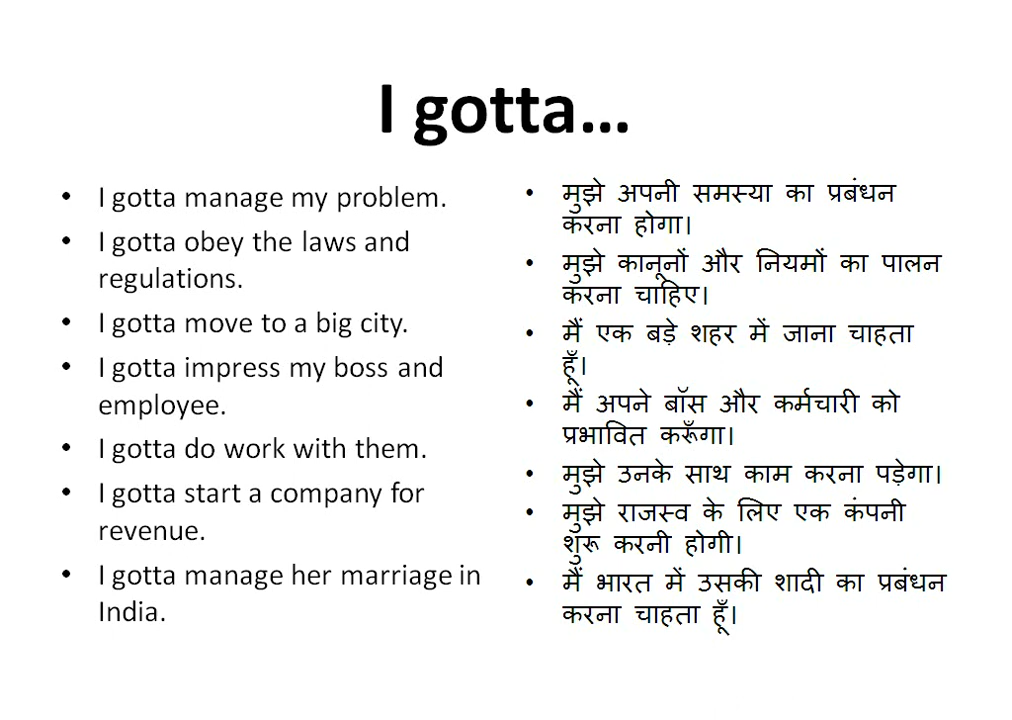 I gotta...
I gotta manage my problem.
I gotta obey the laws and
regulations.
I gotta move to a big city.
I gotta impress my boss and
employee.
I gotta do work with them.
I gotta start a company for
revenue.
I gotta manage her marriage in
India.
मुझे अपनी समस्या का प्रबंधन
करना होगा।
मुझे कानूनों और नियमों का पालन
करना चाहिए।
मैं एक बड़े शहर में जाना चाहता
हूँ।
मैं अपने बॉस और कर्मचारी को
प्रभावित करूँगा।
मुझे उनके साथ काम करना पड़ेगा।
मुझे राजस्व के लिए एक कंपनी
शुरू करनी होगी।
मैं भारत में उसकी शादी का प्रबंधन
करना चाहता हूँ।